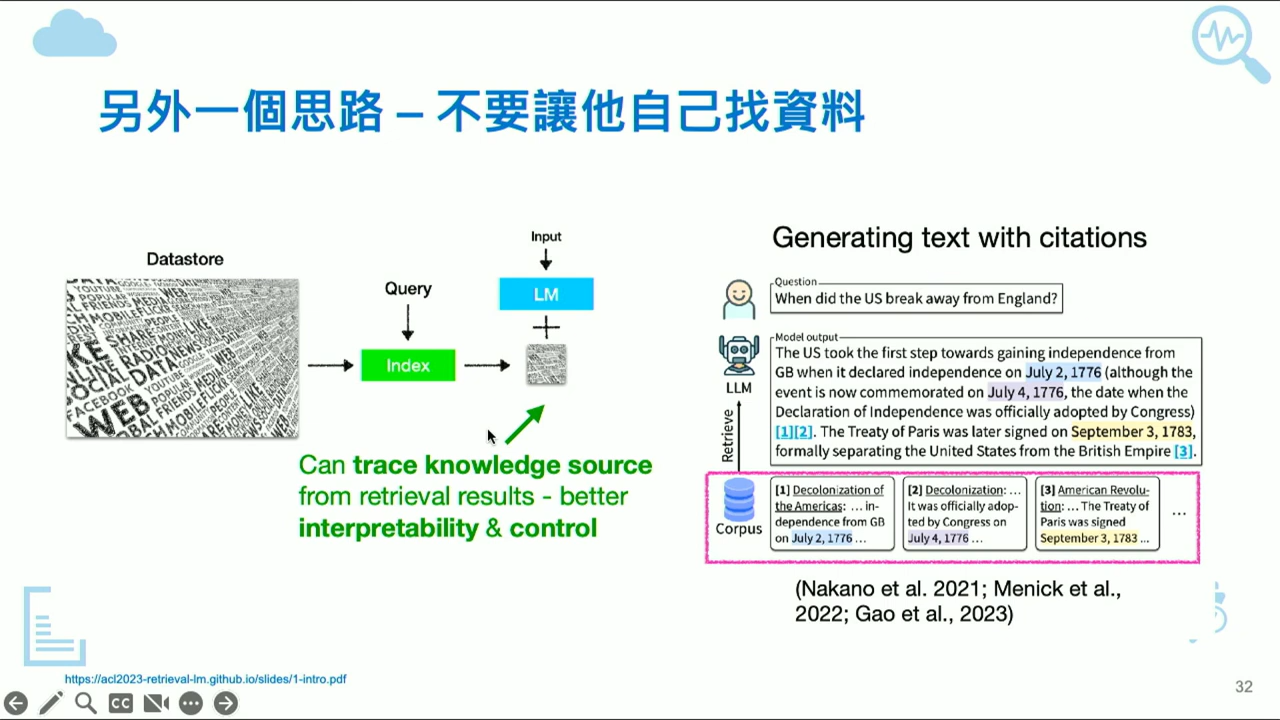 另外一個思路 – 不要讓他自己找資料
Datastore
Query
Index
Input
LM
Can trace knowledge source
from retrieval results - better
interpretability & control
Generating text with citations
Question
When did the US break away from England?
Model output
The US took the first step towards gaining independence from
GB when it declared independence on July 2, 1776 (although the
event is now commemorated on July 4, 1776, the date when the
Declaration of Independence was officially adopted by Congress)
[1][2]. The Treaty of Paris was later signed on September 3, 1783,
formally separating the United States from the British Empire [3].
LLM
Retrieve
Corpus
[1] Decolonization of
the Americas: … in-
dependence from GB
on July 2, 1776 …
[2] Decolonization: …
It was officially adop-
ted by Congress on
July 4, 1776 …
[3] American Revolu-
tion: … The Treaty of
Paris was signed
September 3, 1783 ...
…
(Nakano et al. 2021; Menick et al.,
2022; Gao et al., 2023)
https://acl2023-retrieval-lm.github.io/slides/1-intro.pdf
32
CC